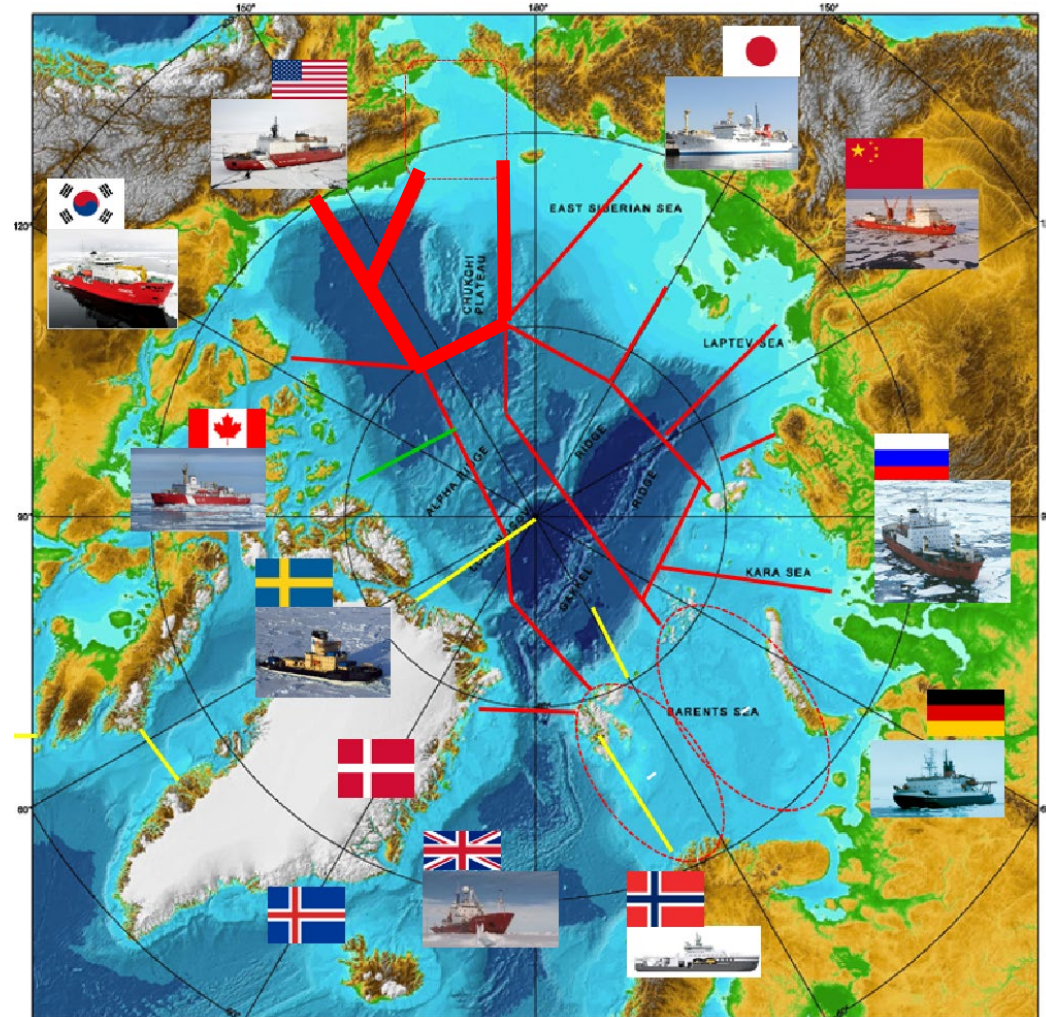 150°
180°
150°
120°
EAST SIBERIAN SEA
CHUKCHI
PLATEAU
LAPTEV SEA
ALPHA RIDGE
RIDGE
RIDGE
90°
GAKKEL
KARA SEA
BARENTS SEA
60°